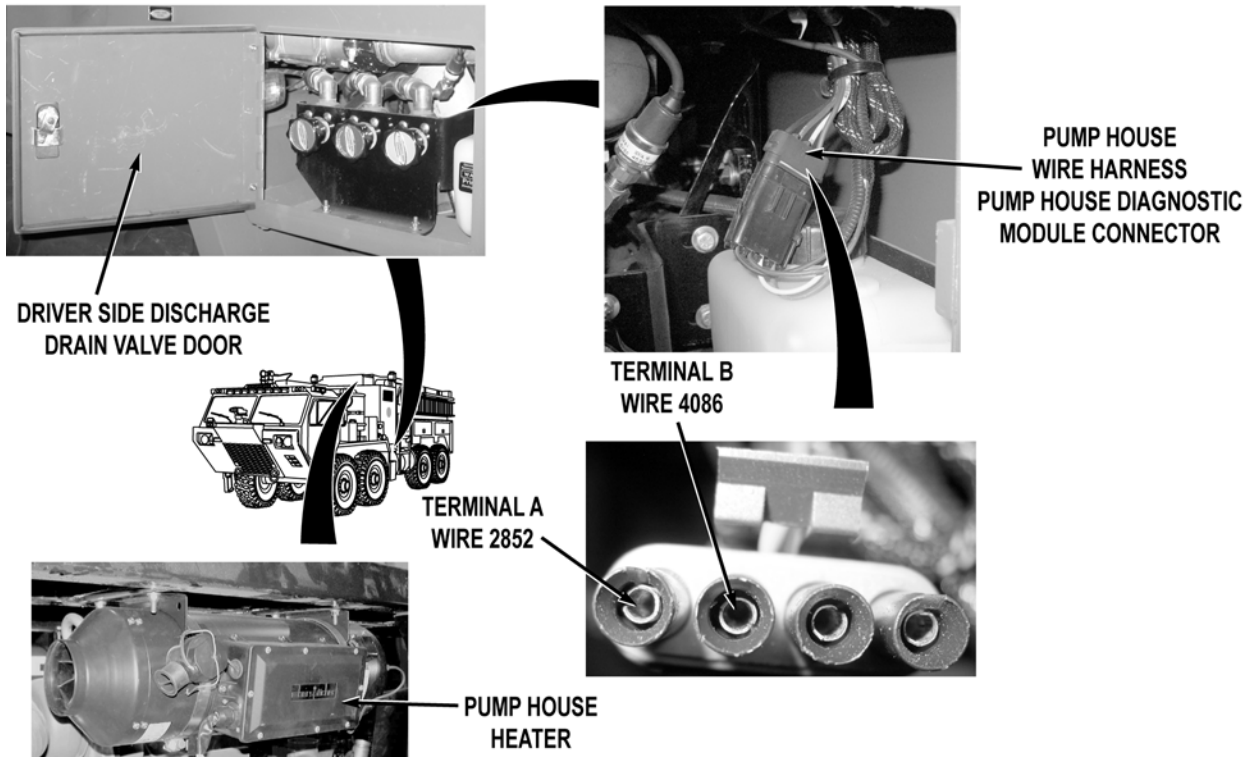 PUMP HOUSE
WIRE HARNESS
PUMP HOUSE DIAGNOSTIC
MODULE CONNECTOR
DRIVER SIDE DISCHARGE
DRAIN VALVE DOOR
TERMINAL B
WIRE 4086
TERMINAL A
WIRE 2852
PUMP HOUSE
HEATER